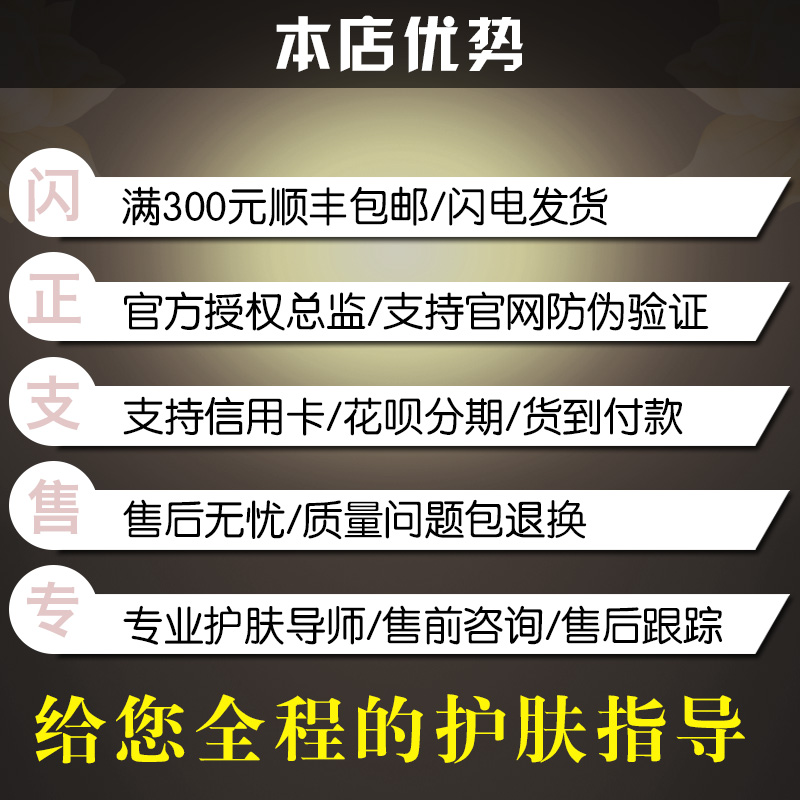 本店优势
闪 满300元顺丰包邮/闪电发货
正 官方授权总监/支持官网防伪验证
支 支持信用卡/花呗分期/货到付款
售 售后无忧/质量问题包退换
专 专业护肤导师/售前咨询/售后跟踪
给您全程的护肤指导